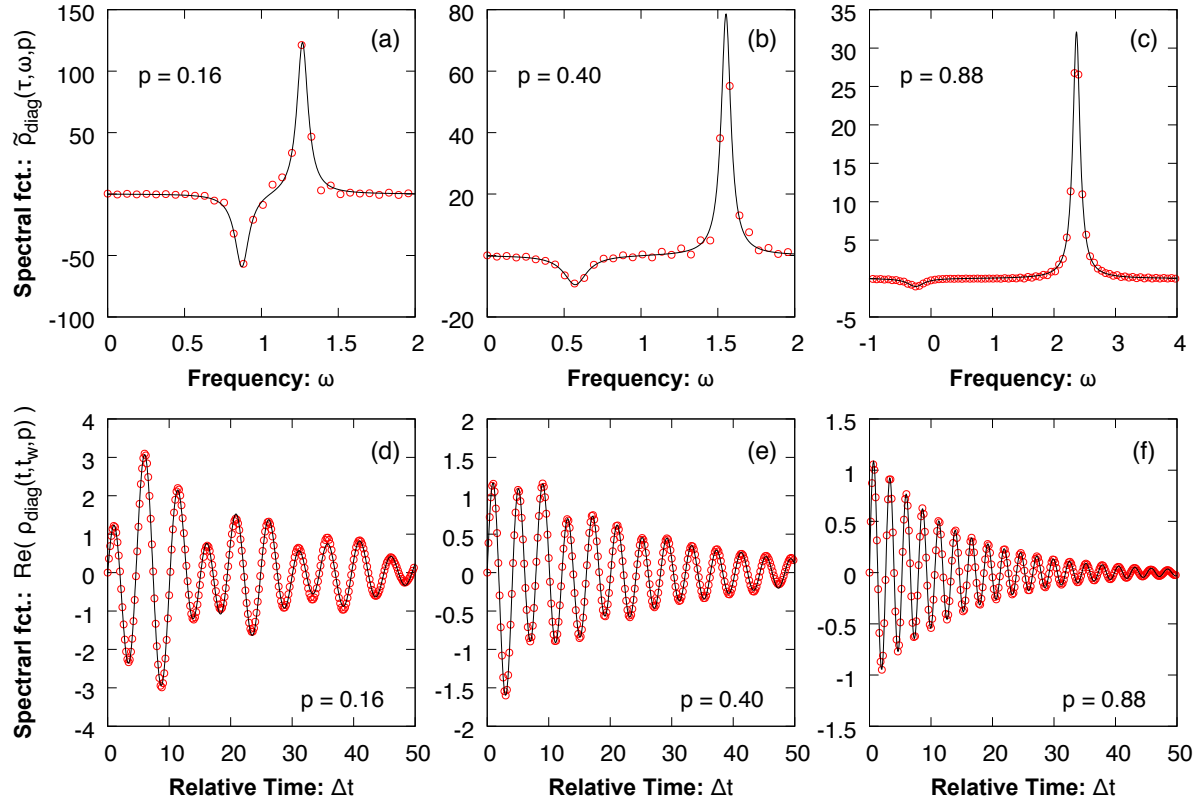 Spectral fct.: ρ̃diag(τ,ω,p)
150
100
50
0
-50
-100
(a)
p = 0.16
0 0.5 1 1.5 2
Frequency: ω
80
60
40
20
0
-20
(b)
p = 0.40
0 0.5 1 1.5 2
Frequency: ω
35
30
25
20
15
10
5
-5
(c)
p = 0.88
-1 0 1 2 3 4
Frequency: ω
Spectrarl fct.: Re( ρdiag(t,tw,p) )
4
3
2
1
0
-1
-2
-3
-4
(d)
p = 0.16
0 10 20 30 40 50
Relative Time: Δt
2
1.5
1
0.5
0
-0.5
-1
-1.5
-2
(e)
p = 0.40
0 10 20 30 40 50
Relative Time: Δt
1.5
1
0.5
0
-0.5
-1
-1.5
(f)
p = 0.88
0 10 20 30 40 50
Relative Time: Δt